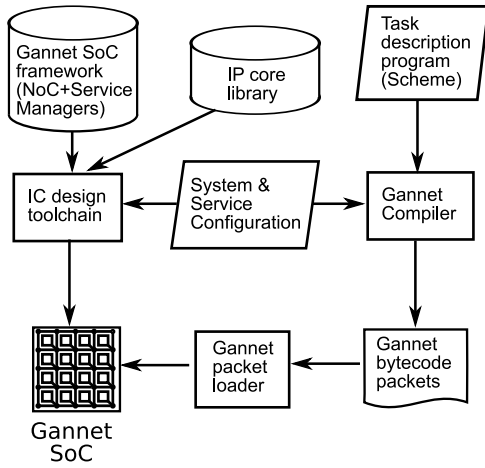 Gannet SoC
framework
(NoC+Service
Managers)
IP core
library
Task
description
program
(Scheme)
IC design
toolchain
System &
Service
Configuration
Gannet
Compiler
Gannet
SoC
Gannet
packet
loader
Gannet
bytecode
packets